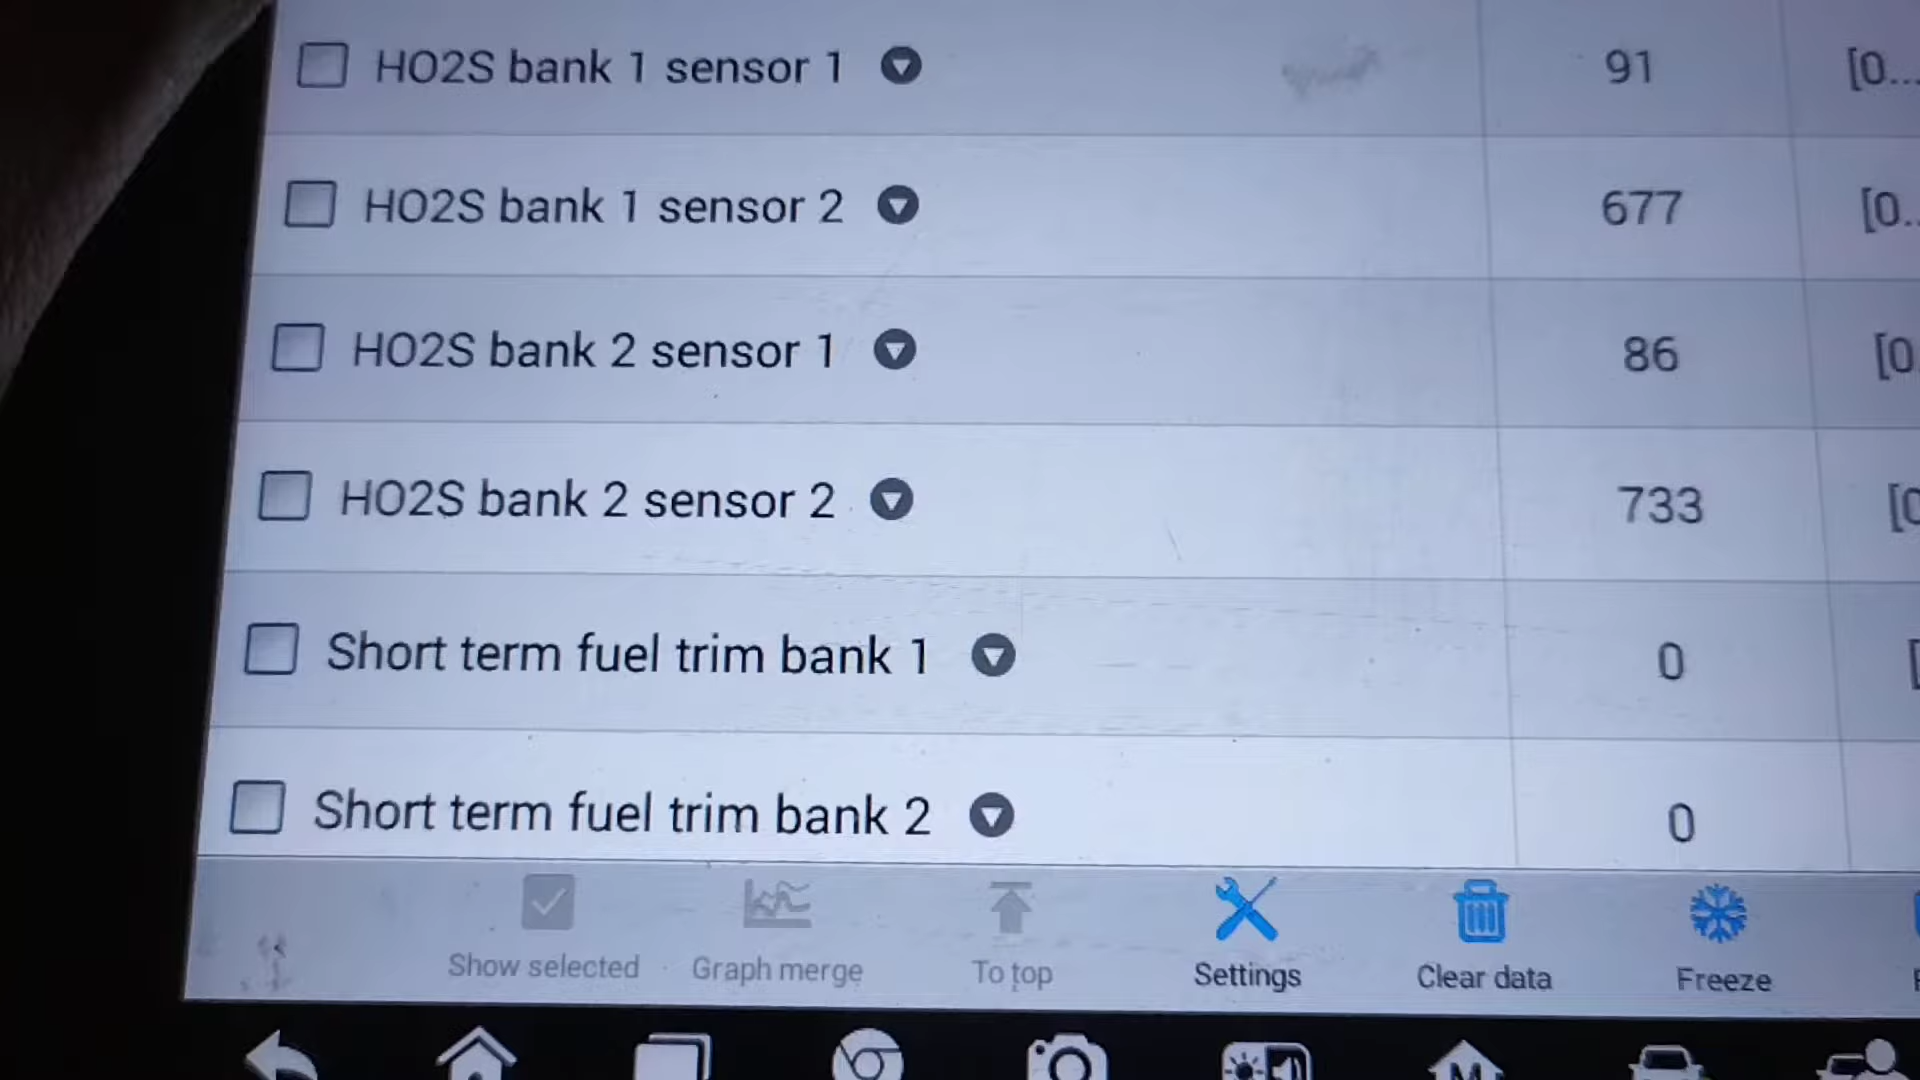 HO2S bank 1 sensor 1 91 [0...
HO2S bank 1 sensor 2 677 [0..
HO2S bank 2 sensor 1 86 [0.
HO2S bank 2 sensor 2 733 [0
Short term fuel trim bank 1 0 [
Short term fuel trim bank 2 0
Show selected Graph merge To top Settings Clear data Freeze
M